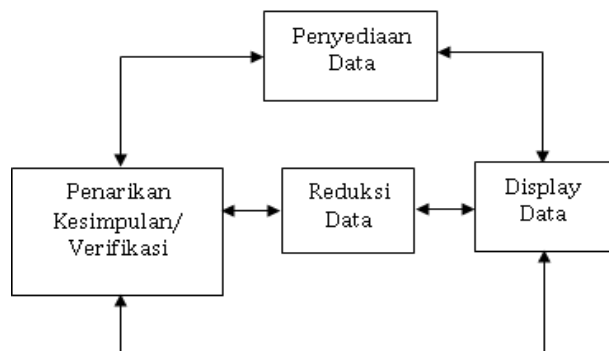 Penyediaan
Data
Penarikan
Kesimpulan/
Verifikasi
Reduksi
Data
Display
Data